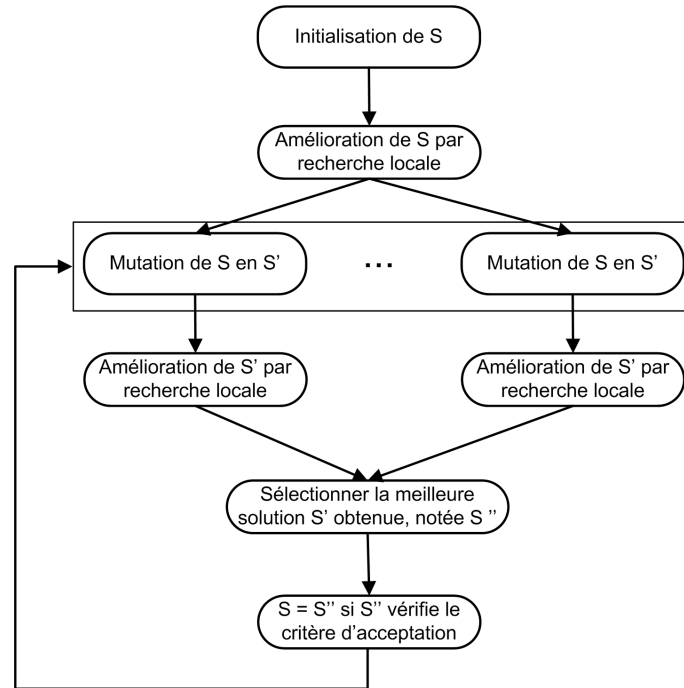 Initialisation de S
Amélioration de S par
recherche locale
Mutation de S en S'
...
Mutation de S en S'
Amélioration de S' par
recherche locale
Amélioration de S' par
recherche locale
Sélectionner la meilleure
solution S' obtenue, notée S ''
S = S'' si S'' vérifie le
critère d'acceptation